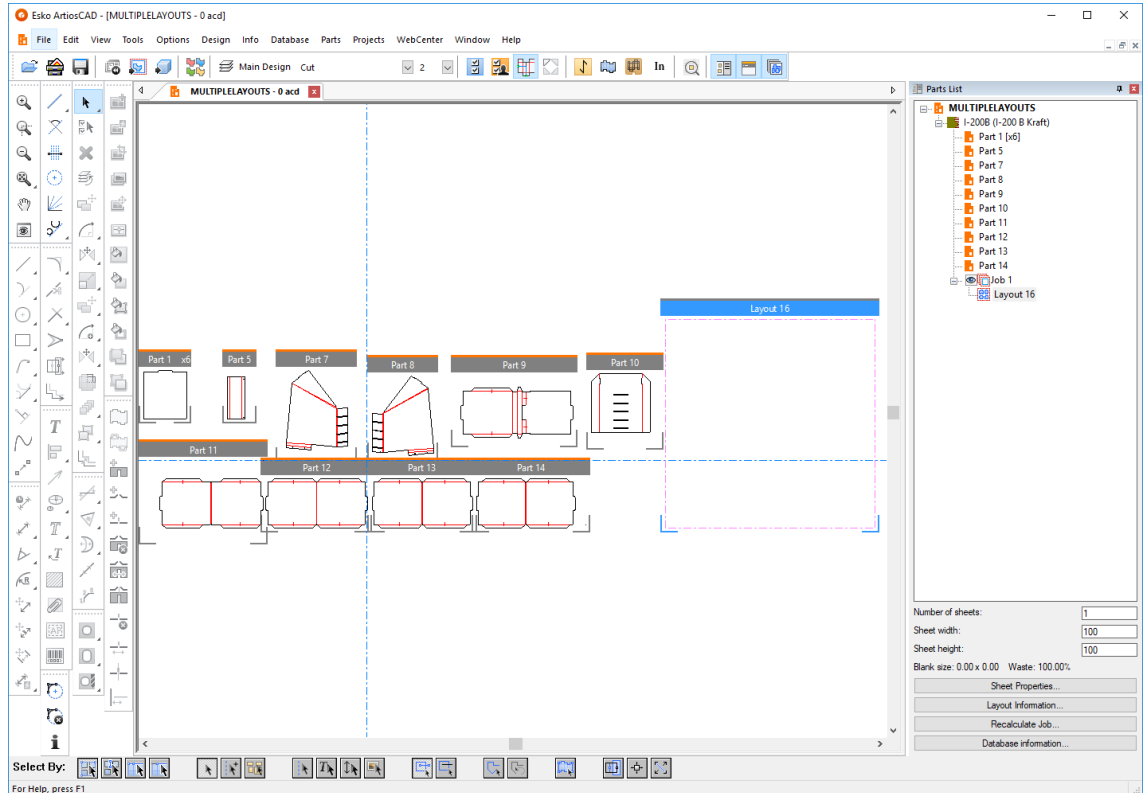 Esko ArtiosCAD - [MULTIPLELAYOUTS - 0 acd]
File Edit View Tools Options Design Info Database Parts Projects WebCenter Window Help
Main Design Cut 2 In
MULTIPLELAYOUTS - 0 acd
Parts List
MULTIPLELAYOUTS
I-200B (I-200 B Kraft)
Part 1 [x6]
Part 5
Part 7
Part 8
Part 9
Part 10
Part 11
Part 12
Part 13
Part 14
Job 1
Layout 16
Layout 16
Part 1 x6
Part 5
Part 7
Part 8
Part 9
Part 10
Part 11
Part 12
Part 13
Part 14
Number of sheets: 1
Sheet width: 100
Sheet height: 100
Blank size: 0.00 x 0.00 Waste: 100.00%
Sheet Properties...
Layout Information...
Recalculate Job...
Database information...
Select By:
For Help, press F1